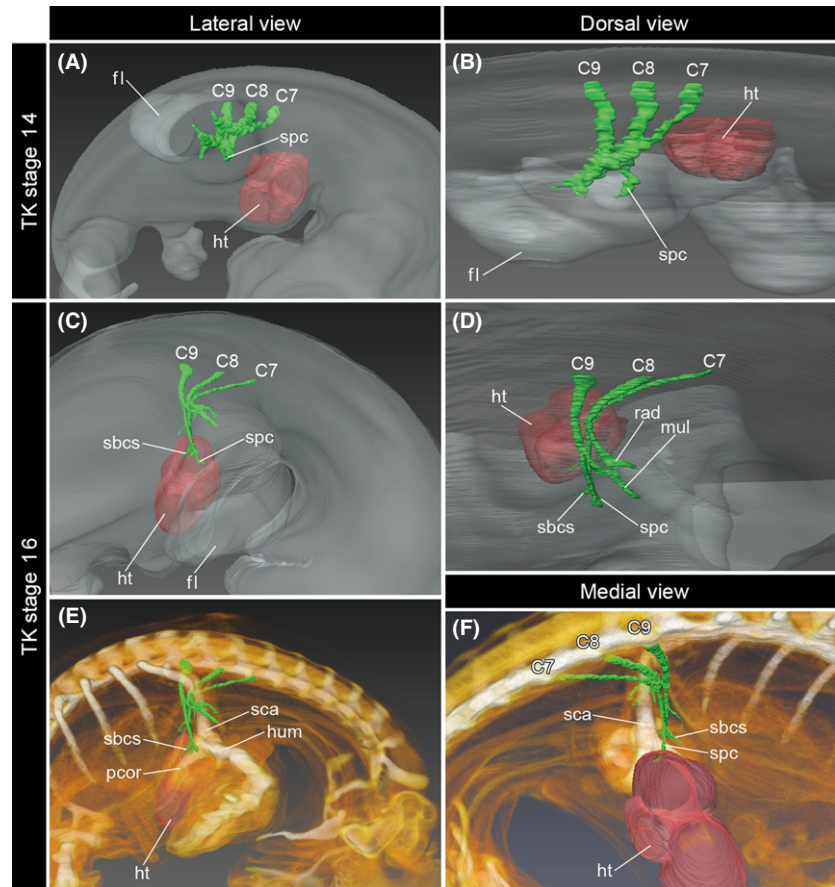 Lateral view
Dorsal view
TK stage 14
(A)
fl
C9
C8
C7
spc
ht
(B)
C9
C8
C7
ht
spc
fl
TK stage 16
(C)
C9
C8
C7
sbcs
spc
ht
fl
(D)
C9
C8
C7
ht
rad
mul
sbcs
spc
Medial view
(E)
sca
hum
sbcs
pcor
ht
(F)
C9
C8
C7
sca
sbcs
spc
ht